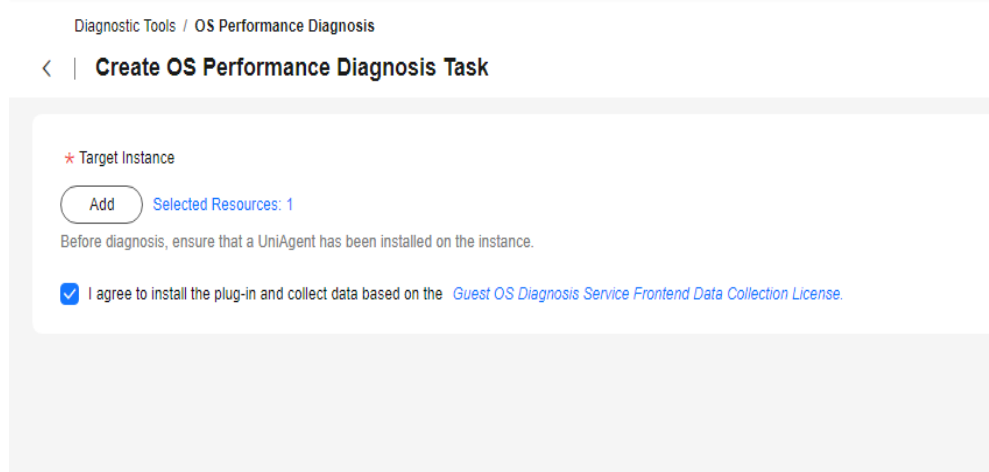 Diagnostic Tools / OS Performance Diagnosis
< | Create OS Performance Diagnosis Task
* Target Instance
Add Selected Resources: 1
Before diagnosis, ensure that a UniAgent has been installed on the instance.
I agree to install the plug-in and collect data based on the Guest OS Diagnosis Service Frontend Data Collection License.